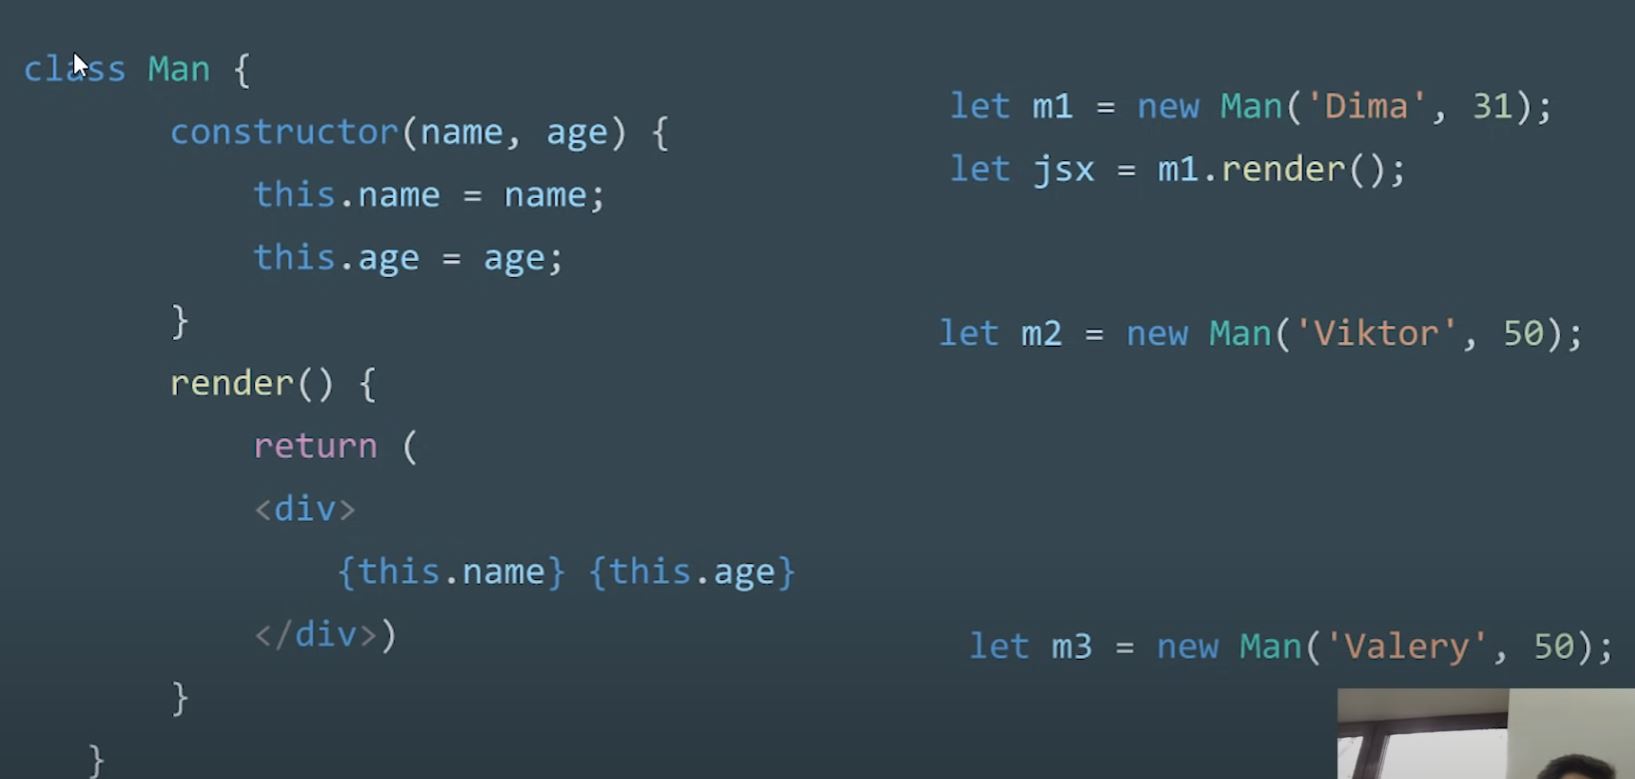 class Man {
constructor(name, age) {
this.name = name;
this.age = age;
}
render() {
return (
<div>
{this.name} {this.age}
</div>)
}
}
let m1 = new Man('Dima', 31);
let jsx = m1.render();
let m2 = new Man('Viktor', 50);
let m3 = new Man('Valery', 50);